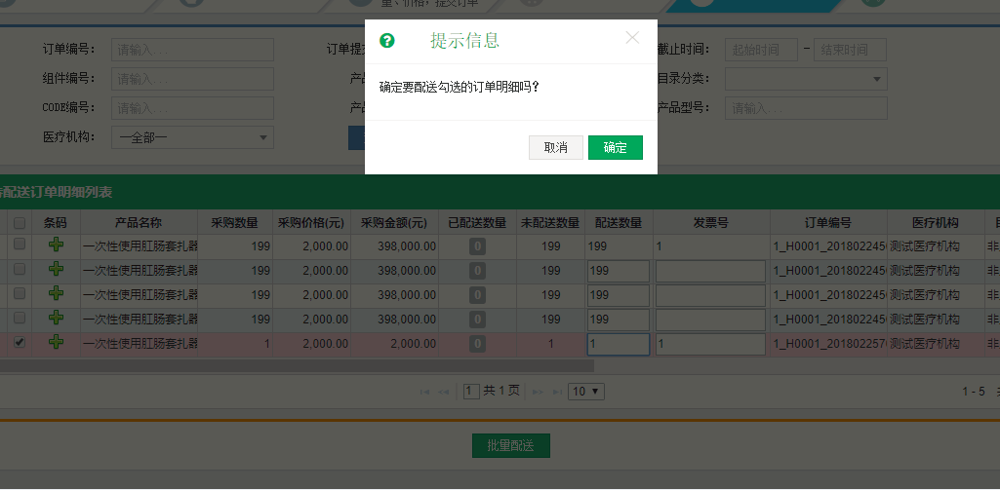 量、价格，提交订单
提示信息
确定要配送勾选的订单明细吗？
取消 确定
订单编号： 请输入... 订单提交 截止时间： 起始时间 - 结束时间
组件编号： 请输入... 产品 目录分类：
CODE编号： 请输入... 产品 产品型号： 请输入...
医疗机构： —全部—
配送订单明细列表
条码 产品名称 采购数量 采购价格(元) 采购金额(元) 已配送数量 未配送数量 配送数量 发票号 订单编号 医疗机构
一次性使用肛肠套扎器 199 2,000.00 398,000.00 0 199 199 1 1_H0001_2018022450 测试医疗机构 非
一次性使用肛肠套扎器 199 2,000.00 398,000.00 0 199 199 1_H0001_201802245 测试医疗机构 非
一次性使用肛肠套扎器 199 2,000.00 398,000.00 0 199 199 1_H0001_201802245 测试医疗机构 非
一次性使用肛肠套扎器 199 2,000.00 398,000.00 0 199 199 1_H0001_201802245 测试医疗机构 非
一次性使用肛肠套扎器 1 2,000.00 2,000.00 0 1 1 1 1_H0001_201802257 测试医疗机构 非
1 共 1 页 10 1 - 5
批里配送